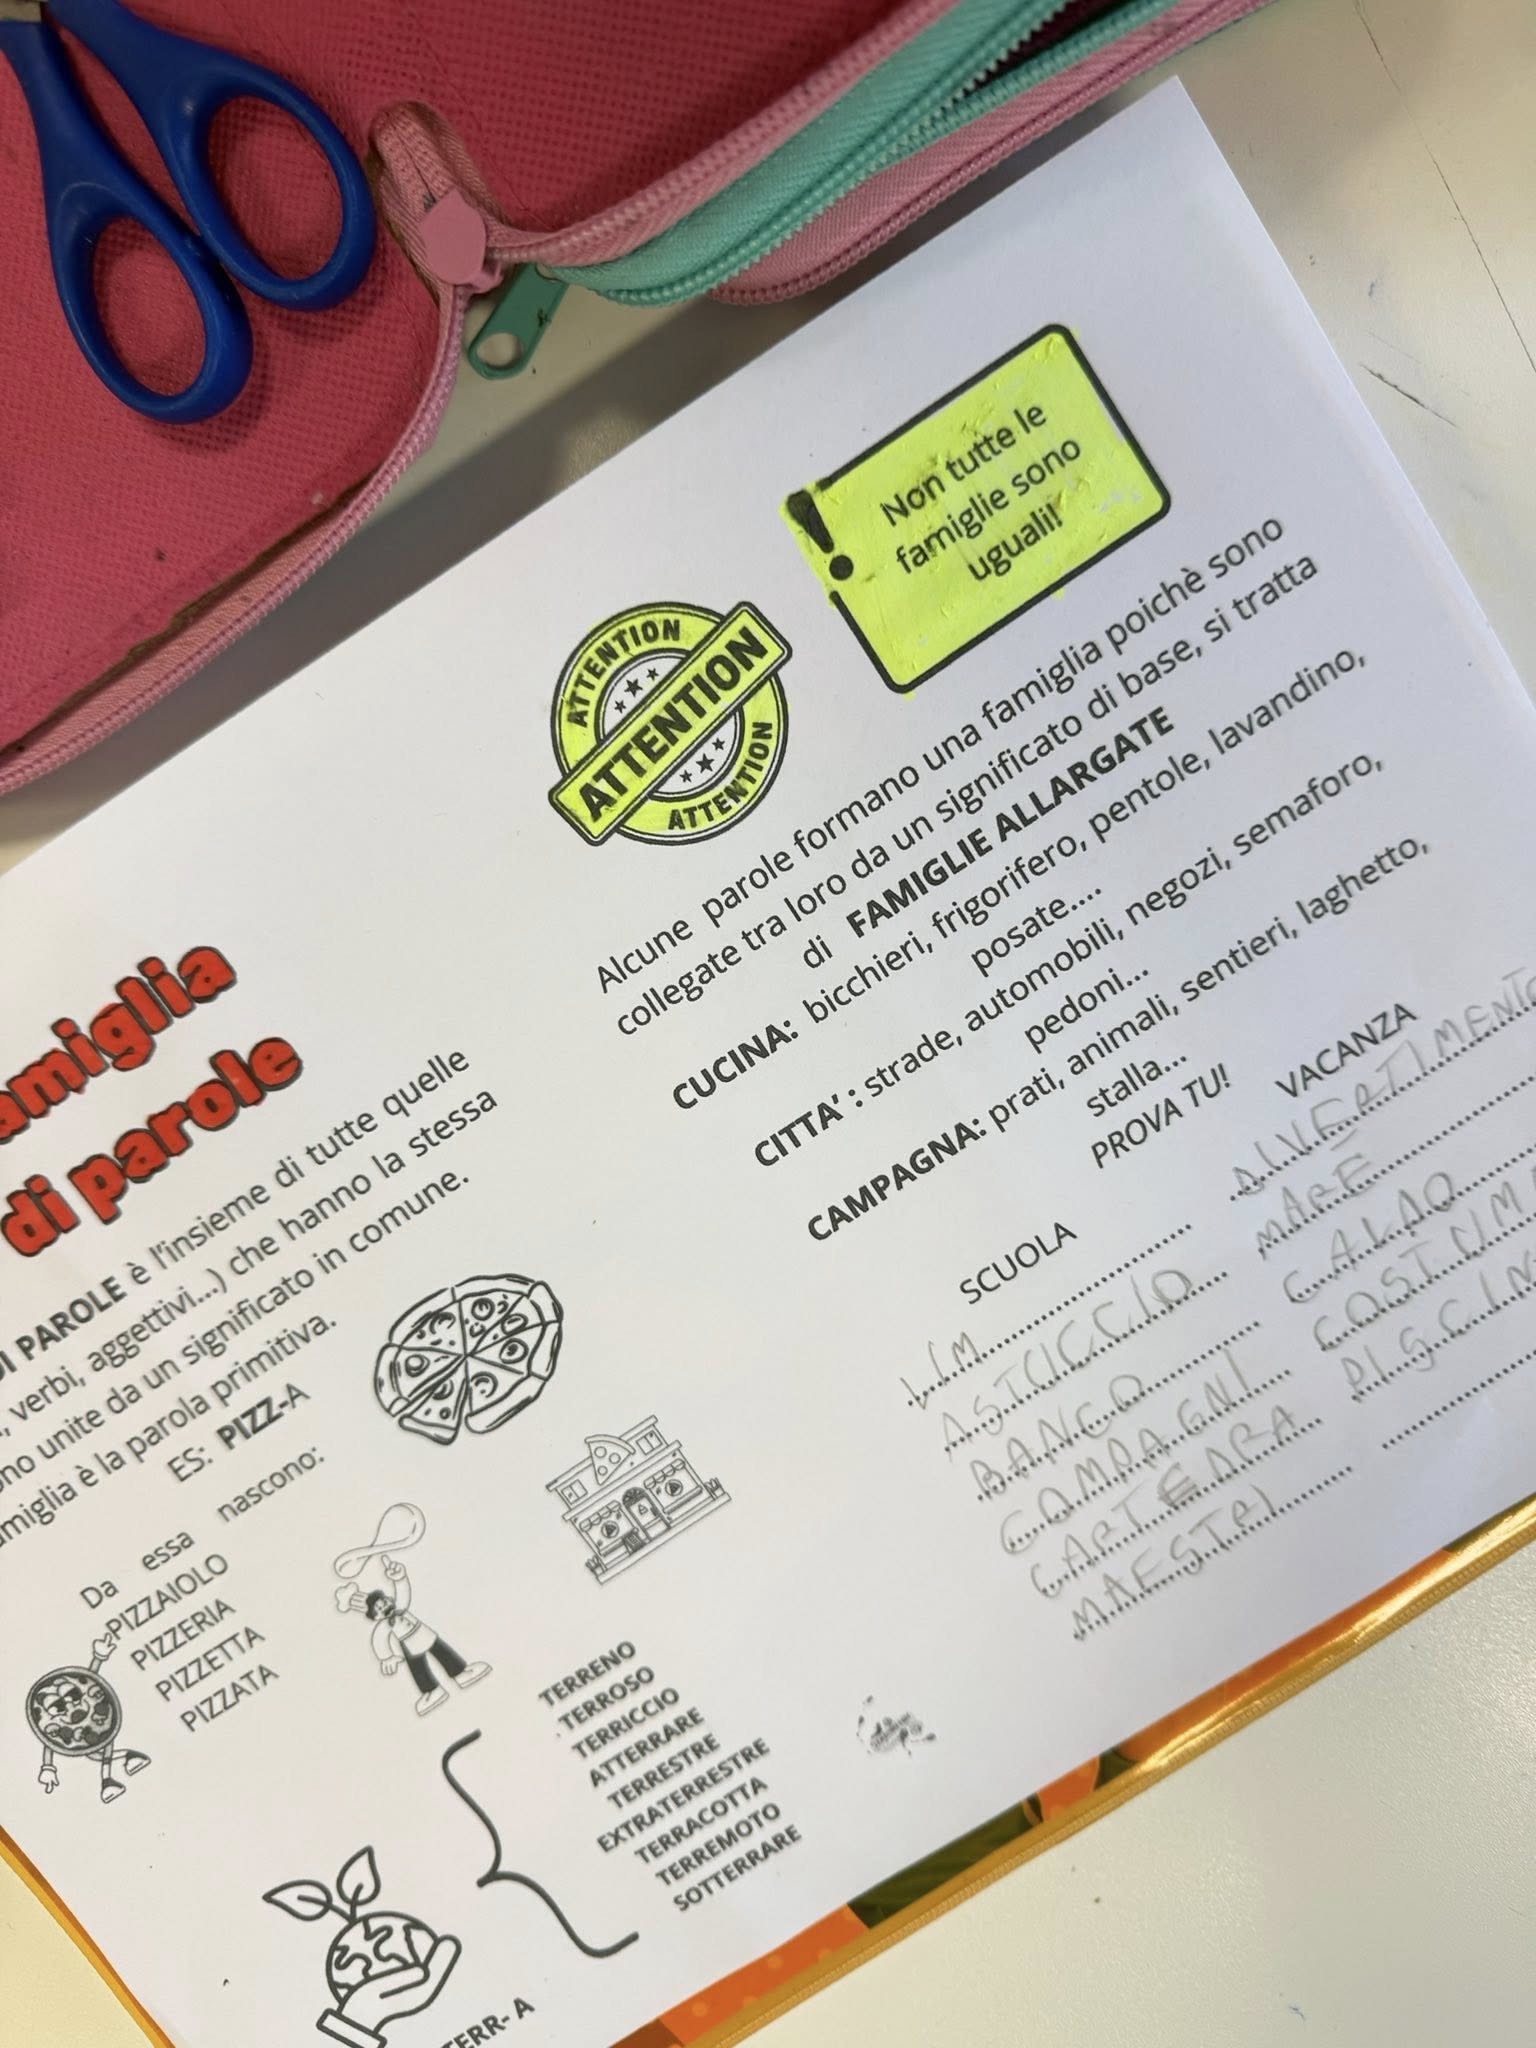 Non tutte le
famiglie sono
uguali!
ATTENTION
ATTENTION
ATTENTION
Alcune parole formano una famiglia poichè sono
collegate tra loro da un significato di base, si tratta
di FAMIGLIE ALLARGATE
CUCINA: bicchieri, frigorifero, pentole, lavandino,
posate....
CITTA' : strade, automobili, negozi, semaforo,
pedoni...
CAMPAGNA: prati, animali, sentieri, laghetto,
stalla...
PROVA TU!
SCUOLA
LIM
ASTUCCIO
BANCO
COMPAGNI
CARTEDRA
MAESTRI
VACANZA
DIVERTIMENTO
MARE
CALDO
amiglia
di parole
DI PAROLE è l'insieme di tutte quelle
, verbi, aggettivi...) che hanno la stessa
ono unite da un significato in comune.
amiglia è la parola primitiva.
ES: PIZZ-A
Da essa nascono:
PIZZAIOLO
PIZZERIA
PIZZETTA
PIZZATA
TERRENO
TERROSO
TERRICCIO
ATTERRARE
TERRESTRE
EXTRATERRESTRE
TERRACOTTA
TERREMOTO
SOTTERRARE
TERR- A